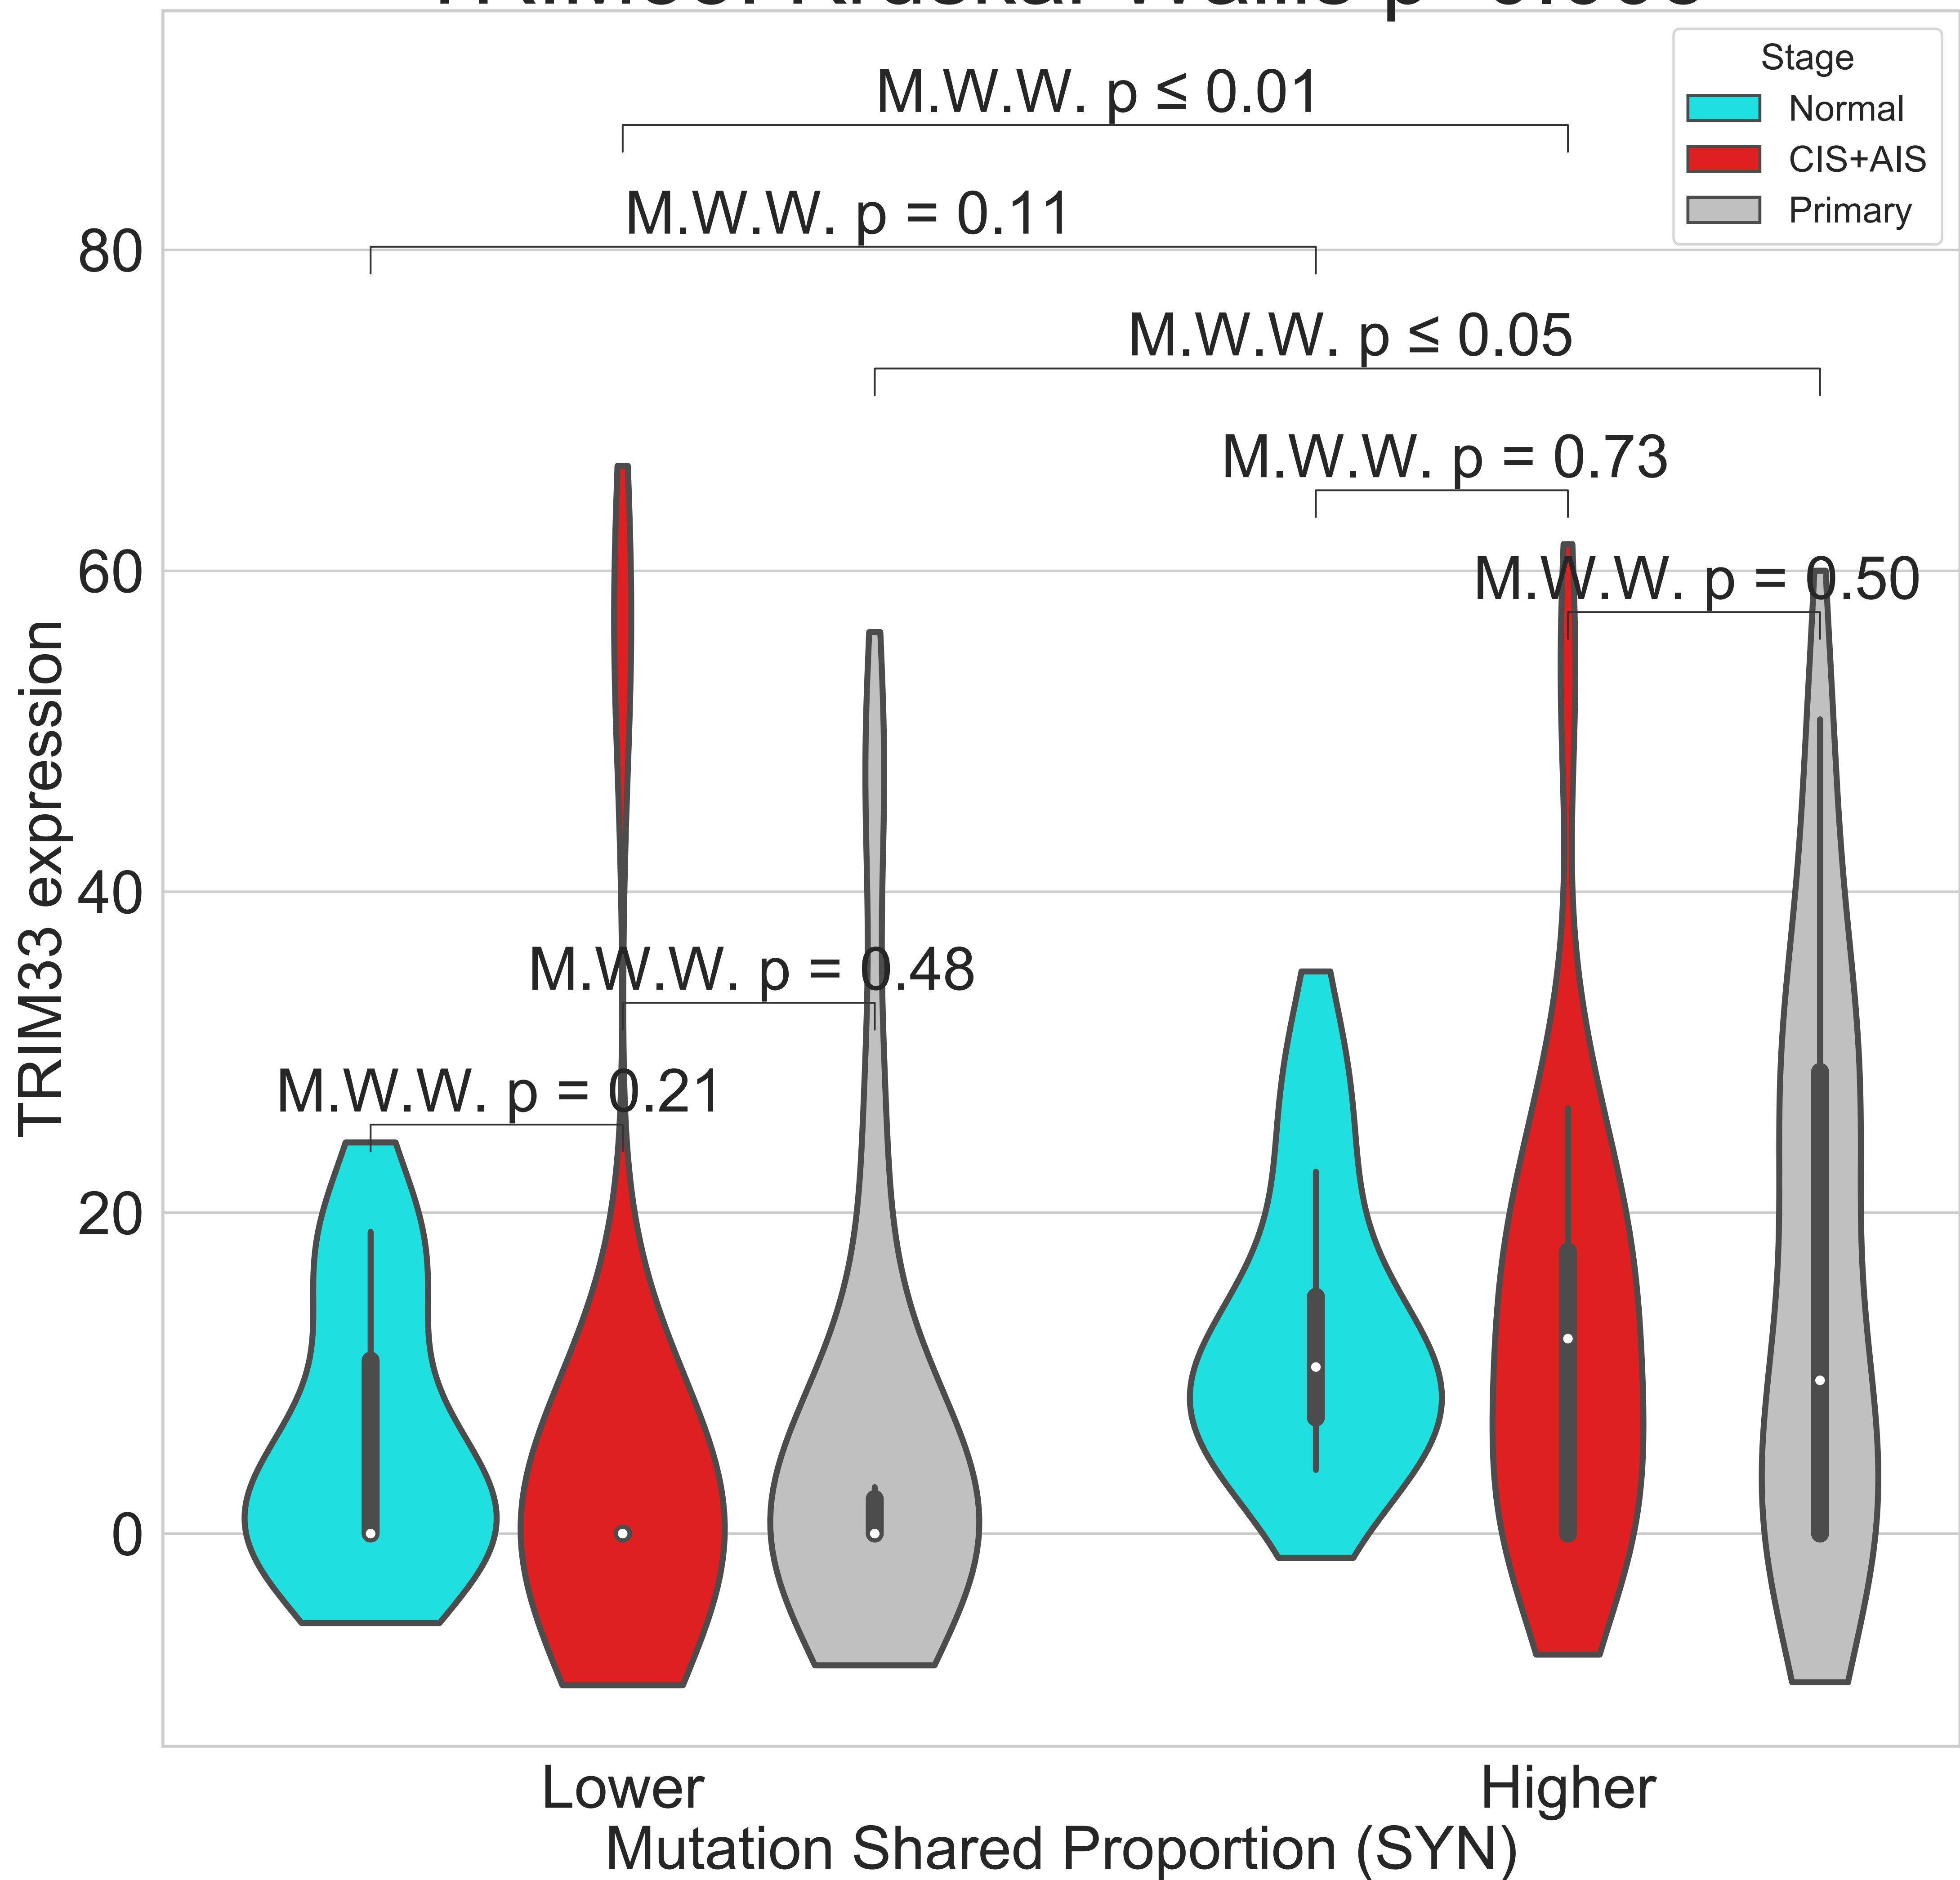 Stage
Normal
CIS+AIS
Primary
M.W.W. p ≤ 0.01
M.W.W. p = 0.11
M.W.W. p ≤ 0.05
M.W.W. p = 0.73
M.W.W. p = 0.50
M.W.W. p = 0.48
M.W.W. p = 0.21
80
60
40
20
0
TRIM33 expression
Lower
Higher
Mutation Shared Proportion (SYN)